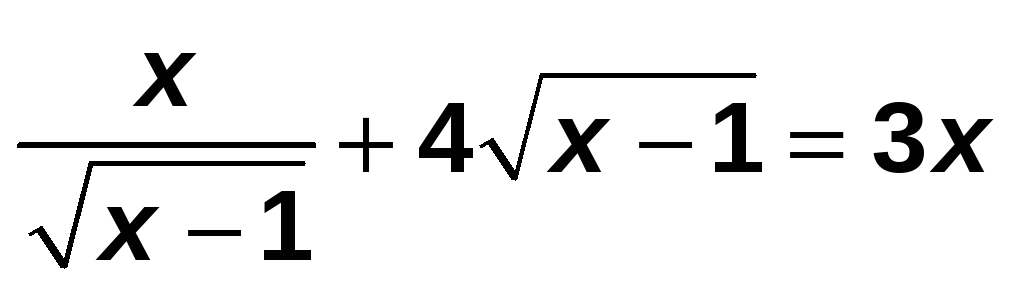 x/√(x − 1) + 4√(x − 1) = 3x